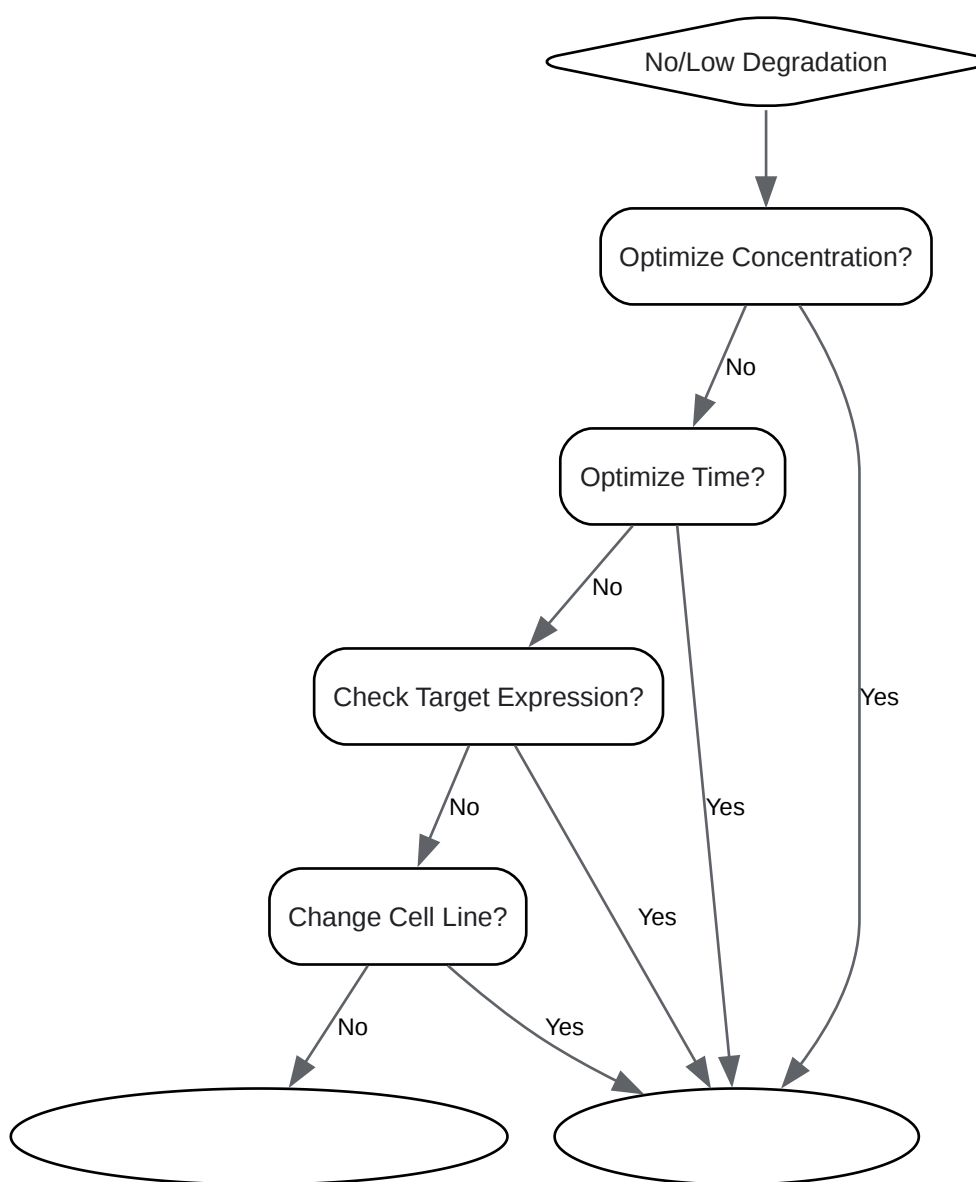 No/Low Degradation
Optimize Concentration?
No
Optimize Time?
No
Check Target Expression?
Yes
No
Yes
Change Cell Line?
Yes
No
Yes